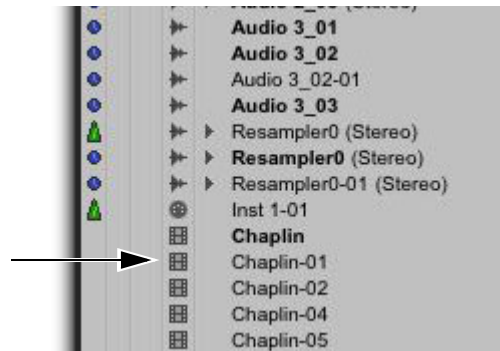 Audio 3_01
Audio 3_02
Audio 3_02-01
Audio 3_03
Resampler0 (Stereo)
Resampler0 (Stereo)
Resampler0-01 (Stereo)
Inst 1-01
Chaplin
Chaplin-01
Chaplin-02
Chaplin-04
Chaplin-05